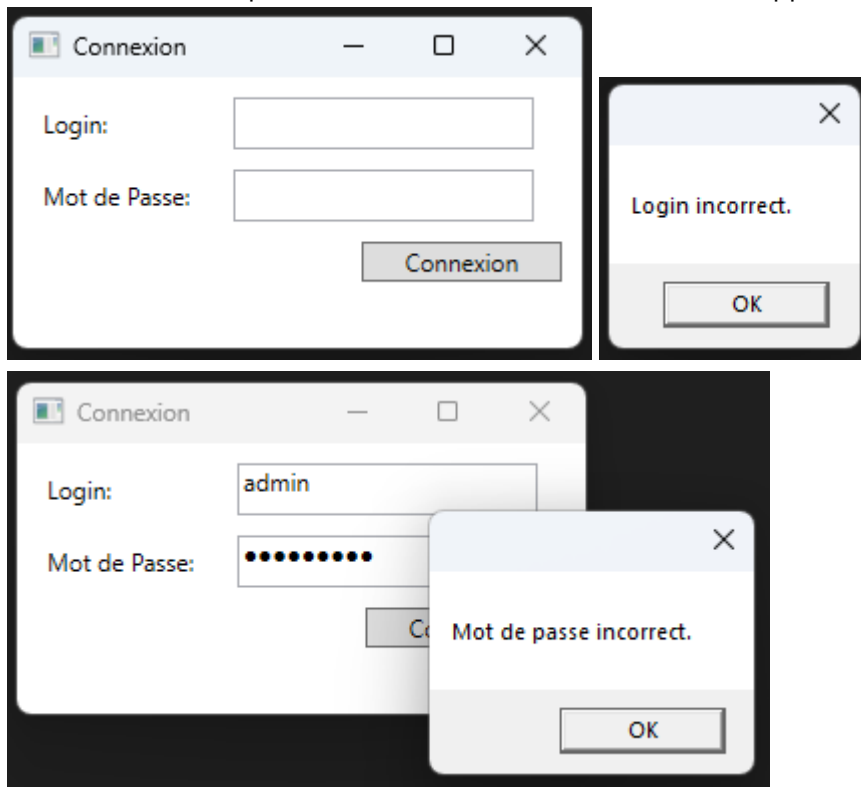 Connexion
Login:
Mot de Passe:
Connexion
Login incorrect.
OK
Connexion
Login:
admin
Mot de Passe:
•••••••••
Mot de passe incorrect.
OK